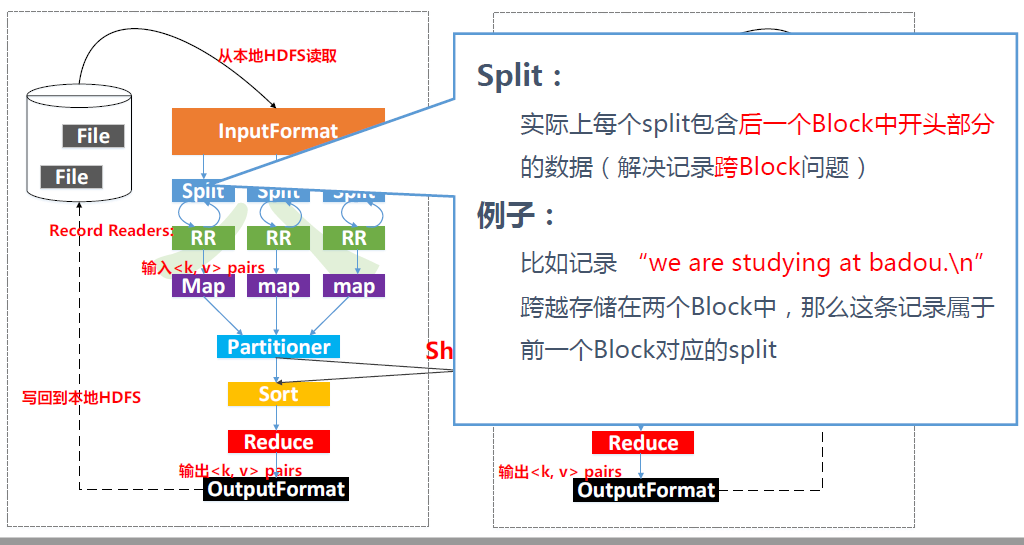 从本地HDFS读取
File
File
InputFormat
Split
Split
Split
Record Readers:
RR
RR
RR
输入<k, v> pairs
Map
map
map
Partitioner
Sh
Sort
写回到本地HDFS
Reduce
输出<k, v> pairs
OutputFormat
Split：
实际上每个split包含后一个Block中开头部分
的数据（解决记录跨Block问题）
例子：
比如记录 “we are studying at badou.\n”
跨越存储在两个Block中，那么这条记录属于
前一个Block对应的split
Reduce
输出<k, v> pairs
OutputFormat